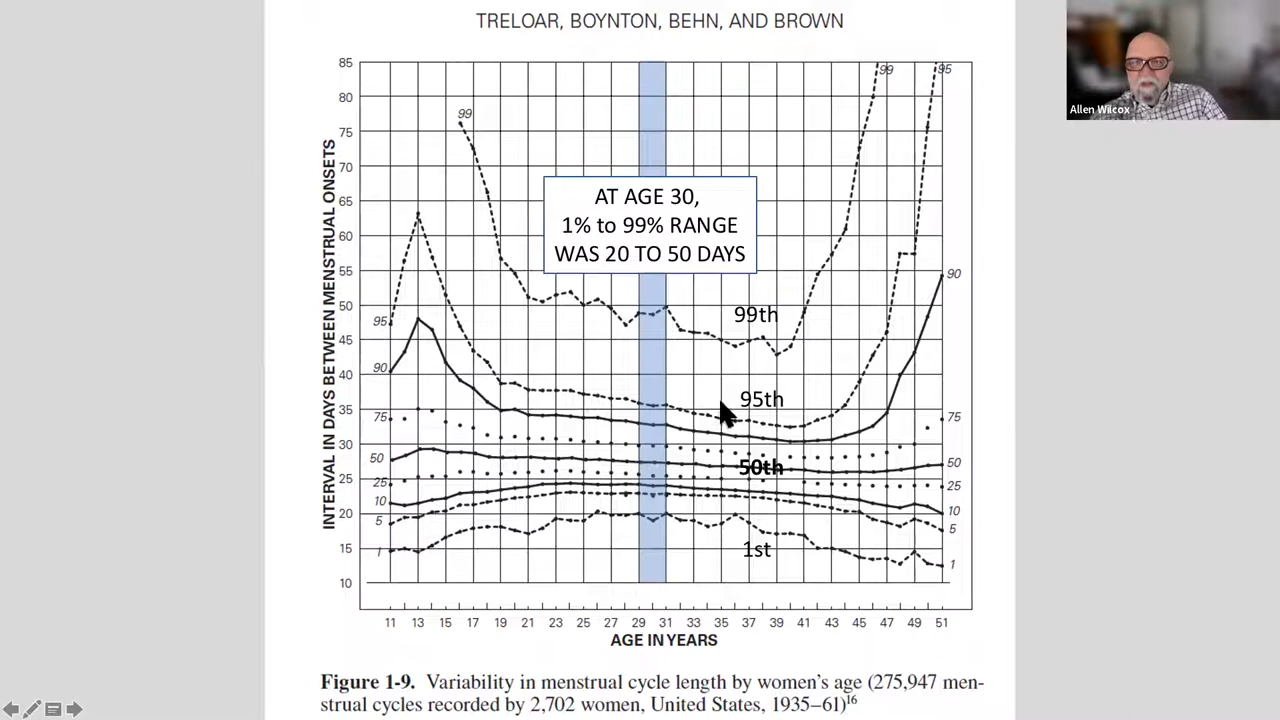 TRELOAR, BOYNTON, BEHN, AND BROWN
Allen Wilcox
85
80
75
70
65
60
55
50
45
40
35
30
25
20
15
10
INTERVAL IN DAYS BETWEEN MENSTRUAL ONSETS
99
99
95
AT AGE 30,
1% to 99% RANGE
WAS 20 TO 50 DAYS
90
95
99th
90
95th
75
75
50
50th
50
25
25
10
10
5
5
1
1st
1
11 13 15 17 19 21 23 25 27 29 31 33 35 37 39 41 43 45 47 49 51
AGE IN YEARS
Figure 1-9. Variability in menstrual cycle length by women's age (275,947 men-
strual cycles recorded by 2,702 women, United States, 1935–61)16